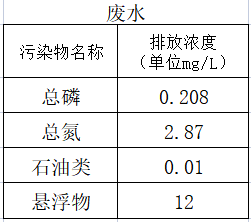 废水
污染物名称 排放浓度
（单位mg/L）
总磷 0.208
总氮 2.87
石油类 0.01
悬浮物 12